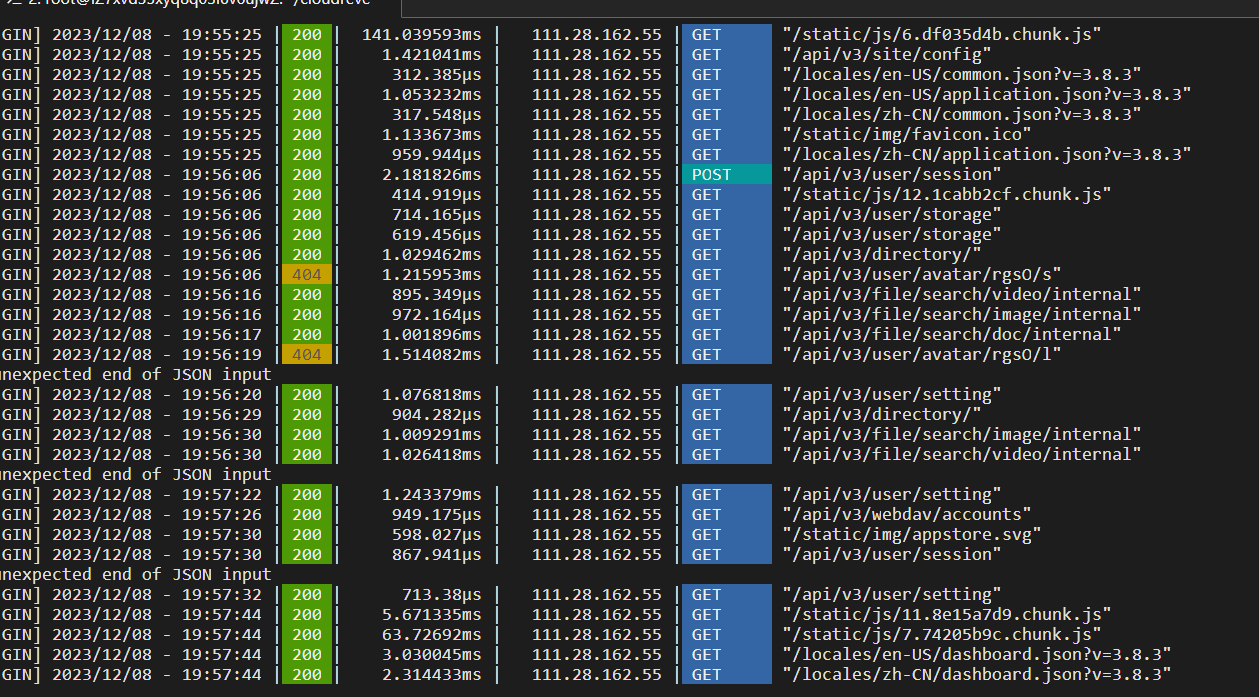 GIN] 2023/12/08 - 19:55:25 | 200 | 141.039593ms | 111.28.162.55 | GET "/static/js/6.df035d4b.chunk.js"
GIN] 2023/12/08 - 19:55:25 | 200 | 1.421041ms | 111.28.162.55 | GET "/api/v3/site/config"
GIN] 2023/12/08 - 19:55:25 | 200 | 312.385µs | 111.28.162.55 | GET "/locales/en-US/common.json?v=3.8.3"
GIN] 2023/12/08 - 19:55:25 | 200 | 1.053232ms | 111.28.162.55 | GET "/locales/en-US/application.json?v=3.8.3"
GIN] 2023/12/08 - 19:55:25 | 200 | 317.548µs | 111.28.162.55 | GET "/locales/zh-CN/common.json?v=3.8.3"
GIN] 2023/12/08 - 19:55:25 | 200 | 1.133673ms | 111.28.162.55 | GET "/static/img/favicon.ico"
GIN] 2023/12/08 - 19:55:25 | 200 | 959.944µs | 111.28.162.55 | GET "/locales/zh-CN/application.json?v=3.8.3"
GIN] 2023/12/08 - 19:56:06 | 200 | 2.181826ms | 111.28.162.55 | POST "/api/v3/user/session"
GIN] 2023/12/08 - 19:56:06 | 200 | 414.919µs | 111.28.162.55 | GET "/static/js/12.1cabb2cf.chunk.js"
GIN] 2023/12/08 - 19:56:06 | 200 | 714.165µs | 111.28.162.55 | GET "/api/v3/user/storage"
GIN] 2023/12/08 - 19:56:06 | 200 | 619.456µs | 111.28.162.55 | GET "/api/v3/user/storage"
GIN] 2023/12/08 - 19:56:06 | 200 | 1.029462ms | 111.28.162.55 | GET "/api/v3/directory/"
GIN] 2023/12/08 - 19:56:06 | 404 | 1.215953ms | 111.28.162.55 | GET "/api/v3/user/avatar/rgsO/s"
GIN] 2023/12/08 - 19:56:16 | 200 | 895.349µs | 111.28.162.55 | GET "/api/v3/file/search/video/internal"
GIN] 2023/12/08 - 19:56:16 | 200 | 972.164µs | 111.28.162.55 | GET "/api/v3/file/search/image/internal"
GIN] 2023/12/08 - 19:56:17 | 200 | 1.001896ms | 111.28.162.55 | GET "/api/v3/file/search/doc/internal"
GIN] 2023/12/08 - 19:56:19 | 404 | 1.514082ms | 111.28.162.55 | GET "/api/v3/user/avatar/rgsO/l"
unexpected end of JSON input
GIN] 2023/12/08 - 19:56:20 | 200 | 1.076818ms | 111.28.162.55 | GET "/api/v3/user/setting"
GIN] 2023/12/08 - 19:56:29 | 200 | 904.282µs | 111.28.162.55 | GET "/api/v3/directory/"
GIN] 2023/12/08 - 19:56:30 | 200 | 1.009291ms | 111.28.162.55 | GET "/api/v3/file/search/image/internal"
GIN] 2023/12/08 - 19:56:30 | 200 | 1.026418ms | 111.28.162.55 | GET "/api/v3/file/search/video/internal"
unexpected end of JSON input
GIN] 2023/12/08 - 19:57:22 | 200 | 1.243379ms | 111.28.162.55 | GET "/api/v3/user/setting"
GIN] 2023/12/08 - 19:57:26 | 200 | 949.175µs | 111.28.162.55 | GET "/api/v3/webdav/accounts"
GIN] 2023/12/08 - 19:57:30 | 200 | 598.027µs | 111.28.162.55 | GET "/static/img/appstore.svg"
GIN] 2023/12/08 - 19:57:30 | 200 | 867.941µs | 111.28.162.55 | GET "/api/v3/user/session"
unexpected end of JSON input
GIN] 2023/12/08 - 19:57:32 | 200 | 713.38µs | 111.28.162.55 | GET "/api/v3/user/setting"
GIN] 2023/12/08 - 19:57:44 | 200 | 5.671335ms | 111.28.162.55 | GET "/static/js/11.8e15a7d9.chunk.js"
GIN] 2023/12/08 - 19:57:44 | 200 | 63.72692ms | 111.28.162.55 | GET "/static/js/7.74205b9c.chunk.js"
GIN] 2023/12/08 - 19:57:44 | 200 | 3.030045ms | 111.28.162.55 | GET "/locales/en-US/dashboard.json?v=3.8.3"
GIN] 2023/12/08 - 19:57:44 | 200 | 2.314433ms | 111.28.162.55 | GET "/locales/zh-CN/dashboard.json?v=3.8.3"